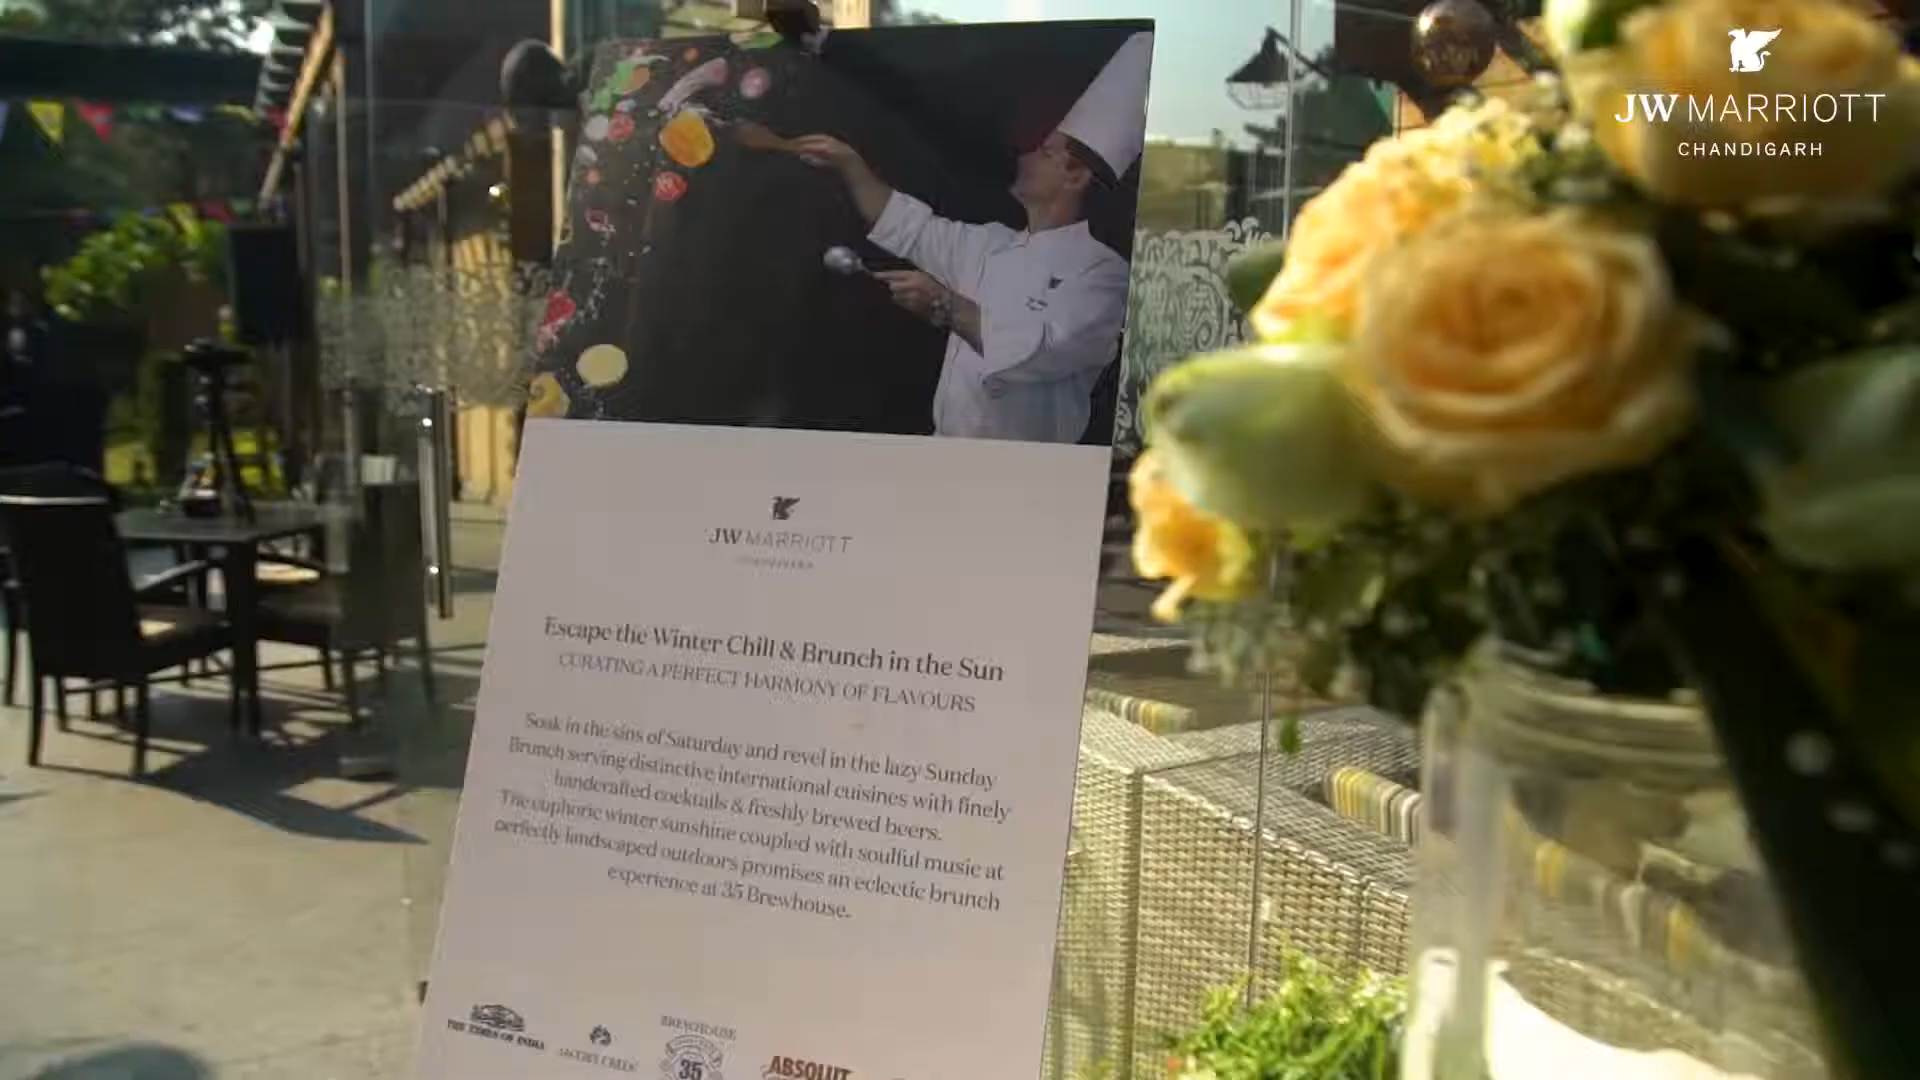 JW MARRIOTT
CHANDIGARH
JW MARRIOTT
CHANDIGARH
Escape the Winter Chill & Brunch in the Sun
CURATING A PERFECT HARMONY OF FLAVOURS
Soak in the sins of Saturday and revel in the lazy Sunday
Brunch serving distinctive international cuisines with finely
handcrafted cocktails & freshly brewed beers.
The euphoric winter sunshine coupled with soulful music at
perfectly landscaped outdoors promises an eclectic brunch
experience at 35 Brewhouse.
THE TIMES OF INDIA
JACOB'S CREEK
BREWHOUSE
35
ABSOLUT